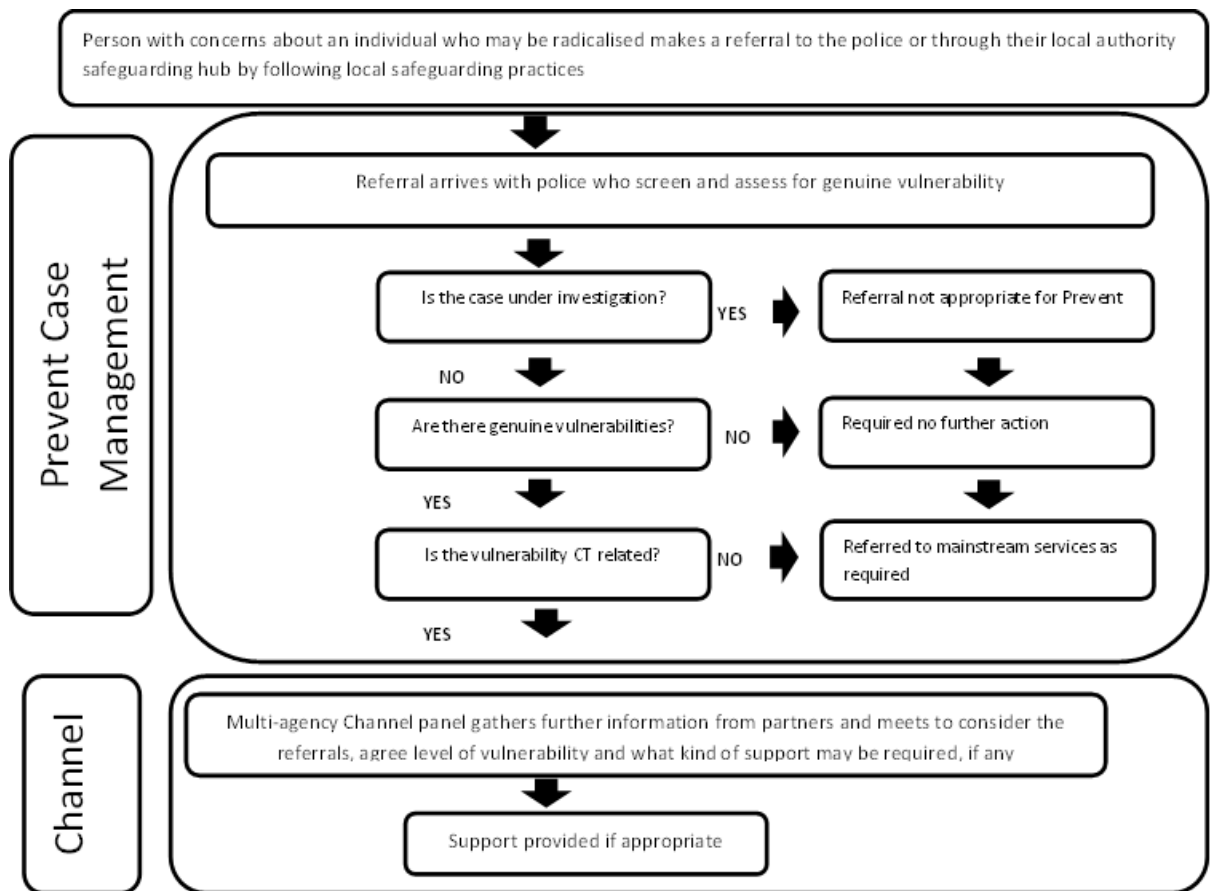 Person with concerns about an individual who may be radicalised makes a referral to the police or through their local authority
safeguarding hub by following local safeguarding practices
Prevent Case
Management
Referral arrives with police who screen and assess for genuine vulnerability
Is the case under investigation?
YES
Referral not appropriate for Prevent
NO
Are there genuine vulnerabilities?
NO
Required no further action
YES
Is the vulnerability CT related?
NO
Referred to mainstream services as
required
YES
Channel
Multi-agency Channel panel gathers further information from partners and meets to consider the
referrals, agree level of vulnerability and what kind of support may be required, if any
Support provided if appropriate